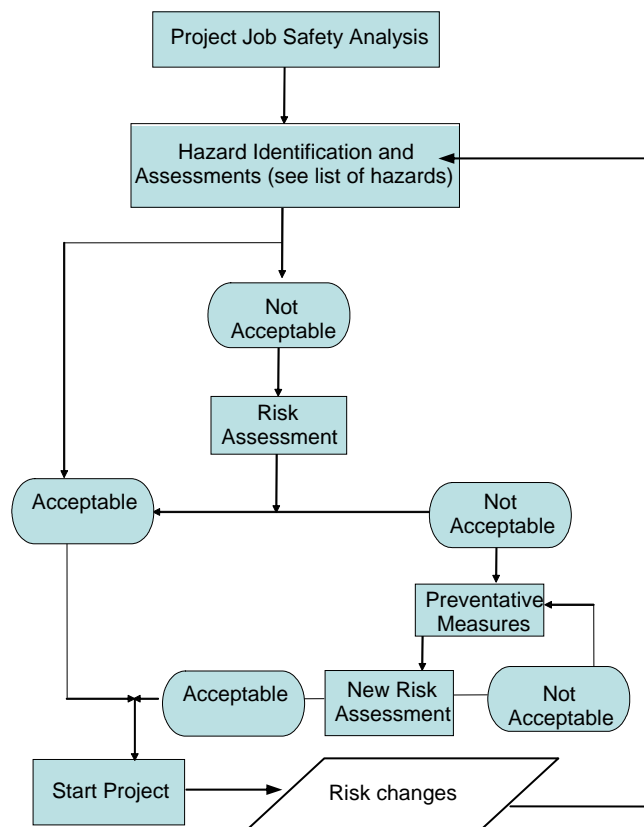 Project Job Safety Analysis
Hazard Identification and
Assessments (see list of hazards)
Not
Acceptable
Risk
Assessment
Acceptable
Not
Acceptable
Preventative
Measures
Acceptable
New Risk
Assessment
Not
Acceptable
Start Project
Risk changes